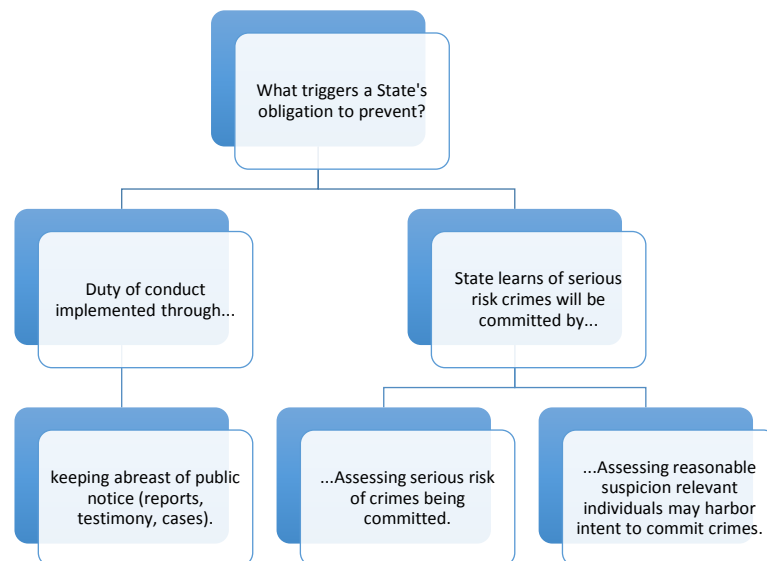 What triggers a State's
obligation to prevent?
Duty of conduct
implemented through...
State learns of serious
risk crimes will be
committed by...
keeping abreast of public
notice (reports,
testimony, cases).
...Assessing serious risk
of crimes being
committed.
...Assessing reasonable
suspicion relevant
individuals may harbor
intent to commit crimes.